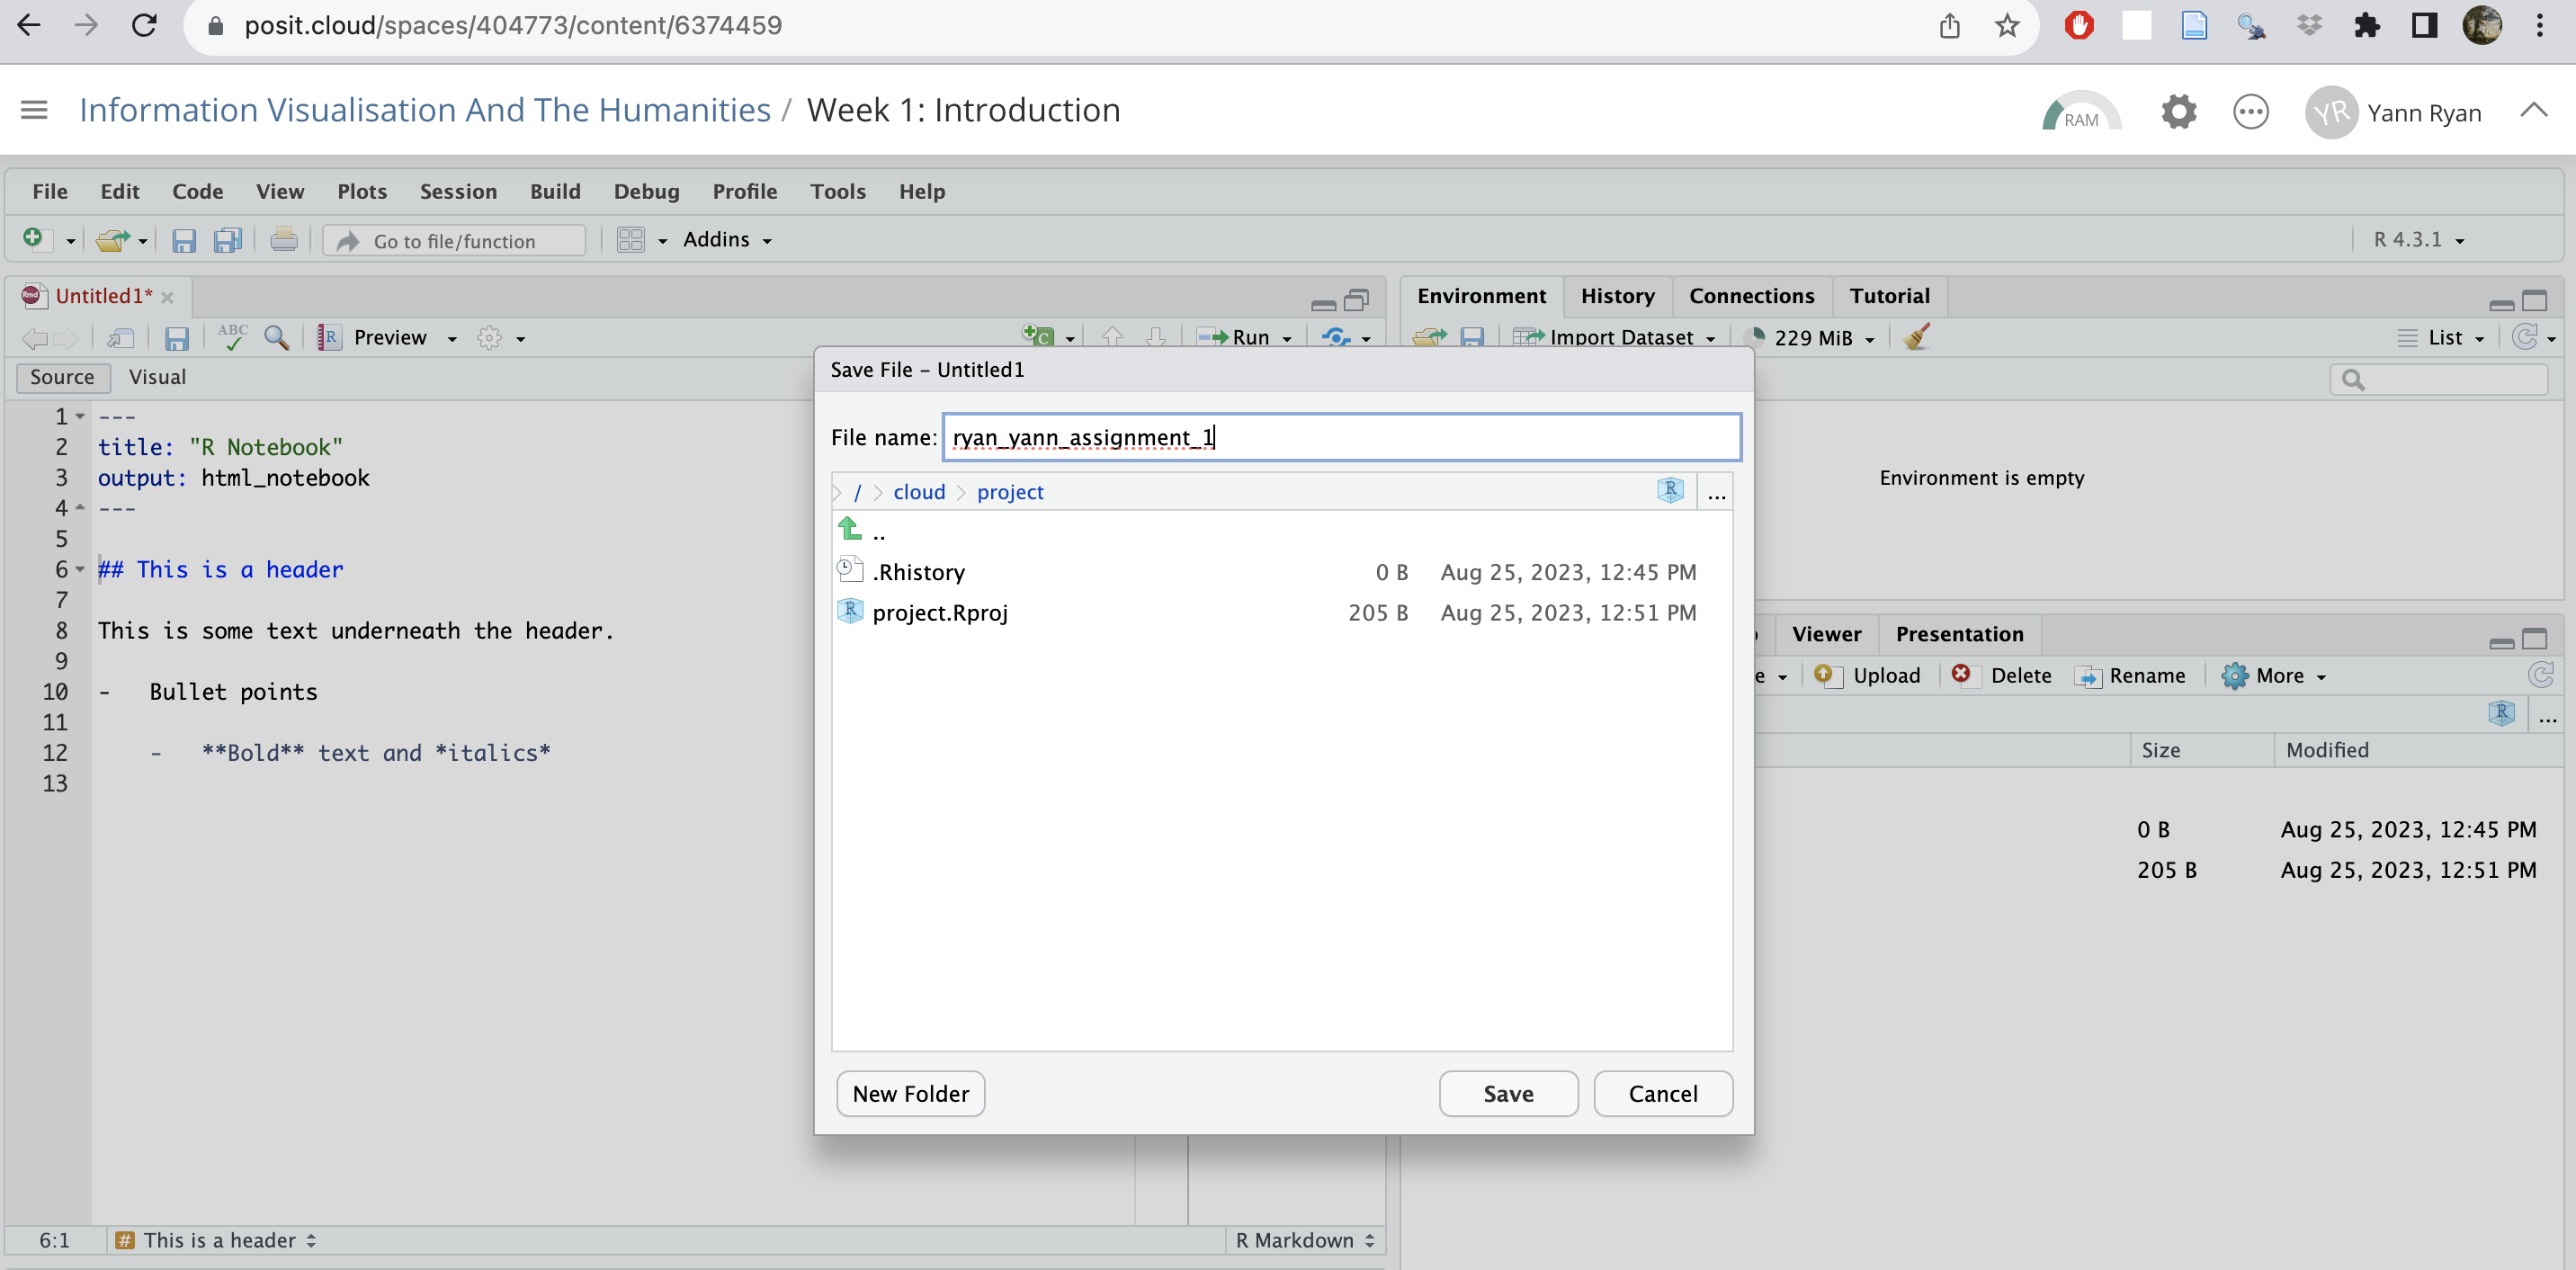 posit.cloud/spaces/404773/content/6374459
Information Visualisation And The Humanities / Week 1: Introduction
RAM
YR Yann Ryan
File Edit Code View Plots Session Build Debug Profile Tools Help
Go to file/function Addins R 4.3.1
Rmd Untitled1*
Environment History Connections Tutorial
ABC Preview Run
Import Dataset 229 MiB List
Source Visual
1 ---
2 title: "R Notebook"
3 output: html_notebook
4 ---
5
6 ## This is a header
7
8 This is some text underneath the header.
9
10 - Bullet points
11
12 - **Bold** text and *italics*
13
6:1 # This is a header R Markdown
Save File – Untitled1
File name: ryan_yann_assignment_1
/ cloud project R ...
..
.Rhistory 0 B Aug 25, 2023, 12:45 PM
R project.Rproj 205 B Aug 25, 2023, 12:51 PM
New Folder Save Cancel
Environment is empty
Viewer Presentation
e Upload Delete Rename More
R ...
Size Modified
0 B Aug 25, 2023, 12:45 PM
205 B Aug 25, 2023, 12:51 PM